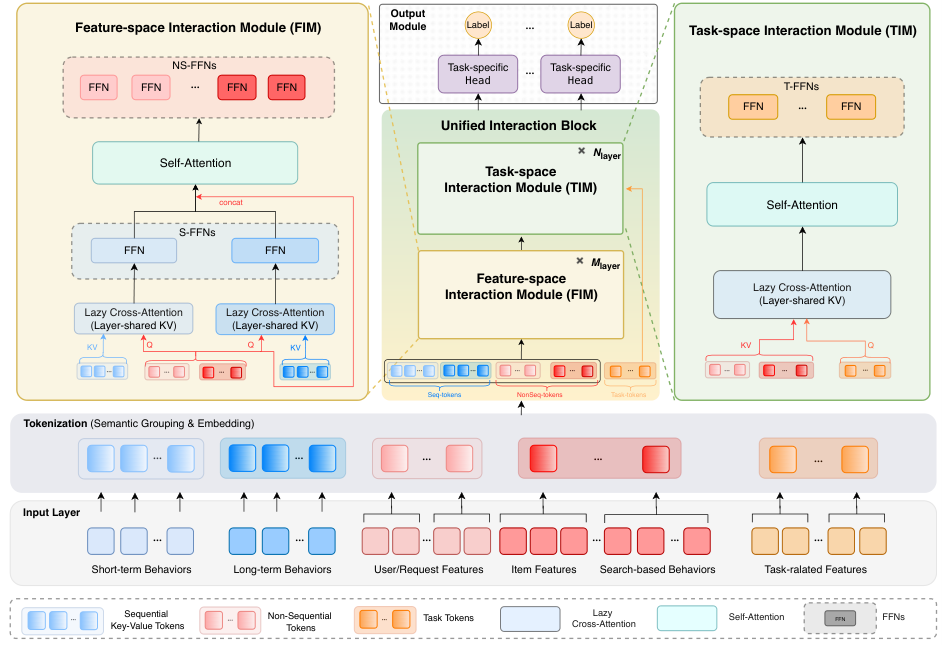 Feature-space Interaction Module (FIM)
NS-FFNs
FFN
FFN
...
FFN
FFN
Self-Attention
concat
S-FFNs
FFN
FFN
Lazy Cross-Attention
(Layer-shared KV)
Lazy Cross-Attention
(Layer-shared KV)
KV
Q
Q
KV
...
...
...
...
Output
Module
Label
...
Label
Task-specific
Head
...
Task-specific
Head
Unified Interaction Block
× Nlayer
Task-space
Interaction Module (TIM)
× Mlayer
Feature-space
Interaction Module (FIM)
...
...
...
...
...
Seq-tokens
NonSeq-tokens
Task-tokens
Task-space Interaction Module (TIM)
T-FFNs
FFN
...
FFN
Self-Attention
Lazy Cross-Attention
(Layer-shared KV)
KV
Q
...
...
...
Tokenization (Semantic Grouping & Embedding)
...
...
...
...
...
Input Layer
...
...
...
...
...
...
Short-term Behaviors
Long-term Behaviors
User/Request Features
Item Features
Search-based Behaviors
Task-ralated Features
...
Sequential
Key-Value Tokens
...
Non-Sequential
Tokens
...
Task Tokens
Lazy
Cross-Attention
Self-Attention
FFN
FFNs